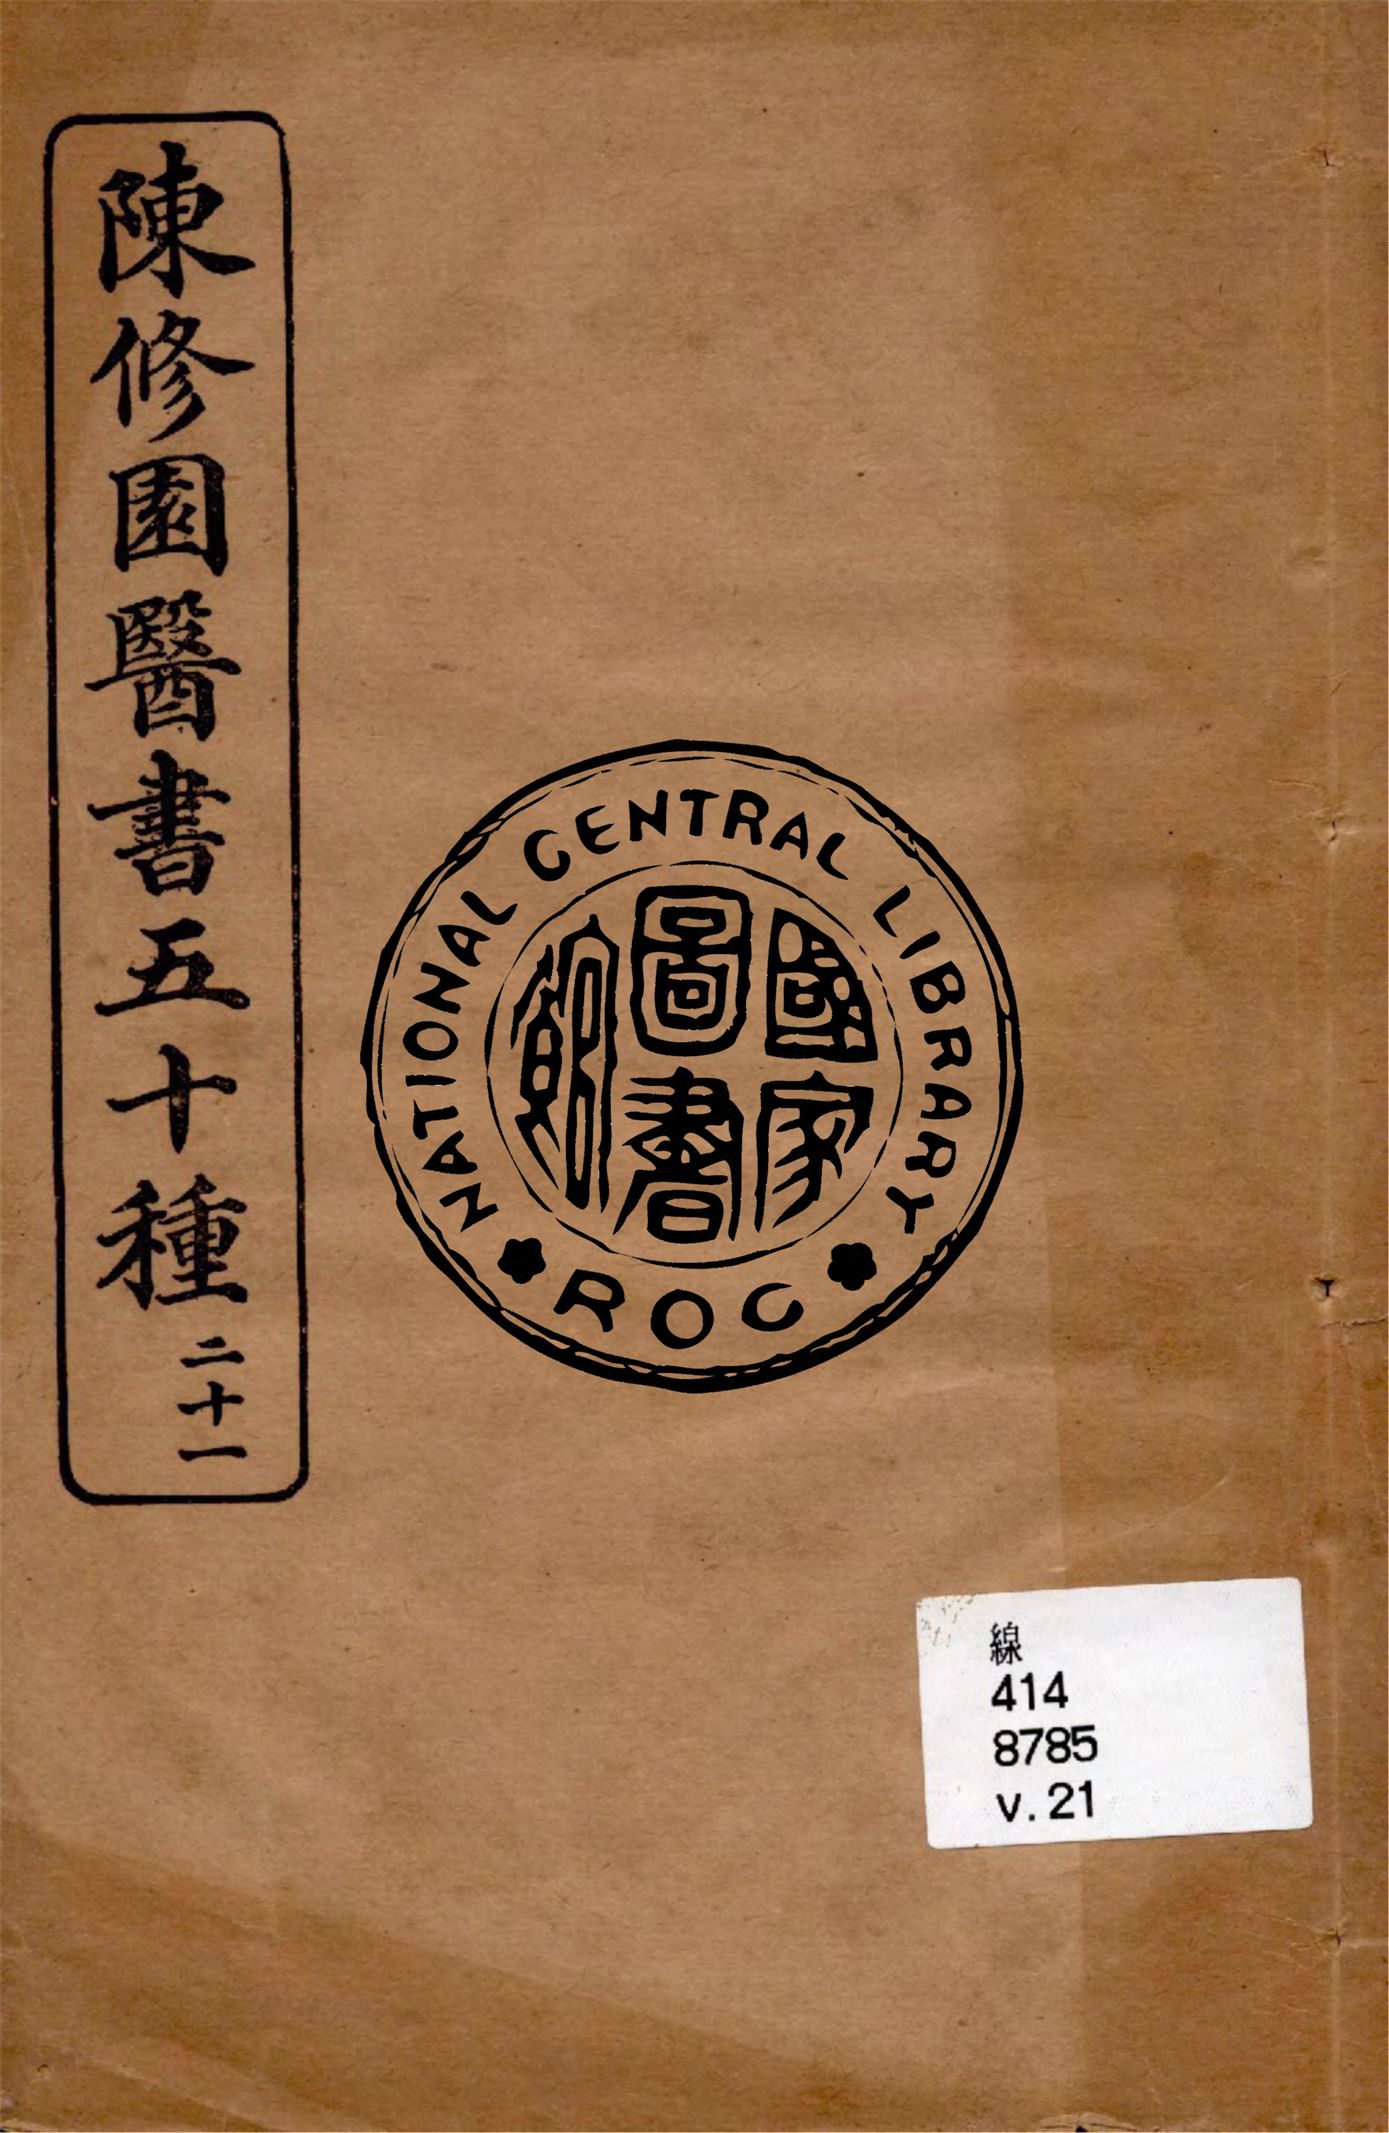 陳修園醫書五十種 二十一
NATIONAL CENTRAL LIBRARY
國家
圖書
館
ROC
線
414
8785
v.21